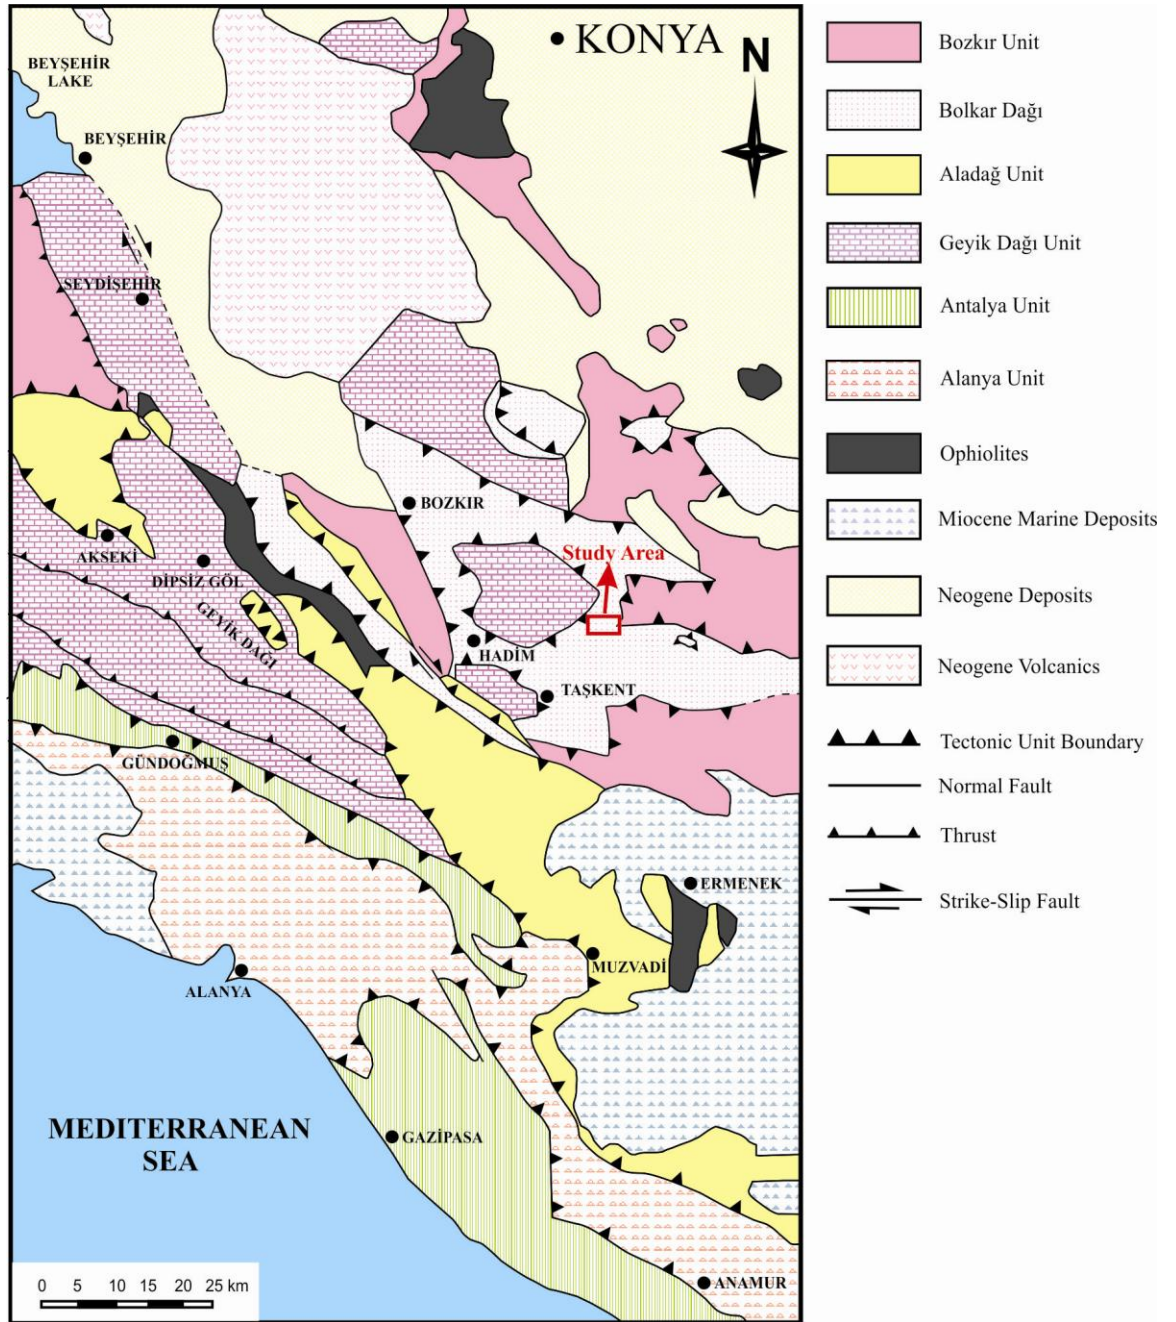 KONYA
N
BEYŞEHİR
LAKE
BEYŞEHİR
SEYDİŞEHİR
BOZKIR
AKSEKİ
DİPSİZ GÖL
GEYİK DAĞI
Study Area
HADİM
TAŞKENT
GÜNDOĞMUŞ
ERMENEK
MUZVADİ
ALANYA
GAZİPASA
MEDITERRANEAN
SEA
ANAMUR
0 5 10 15 20 25 km
Bozkır Unit
Bolkar Dağı
Aladağ Unit
Geyik Dağı Unit
Antalya Unit
Alanya Unit
Ophiolites
Miocene Marine Deposits
Neogene Deposits
Neogene Volcanics
Tectonic Unit Boundary
Normal Fault
Thrust
Strike-Slip Fault